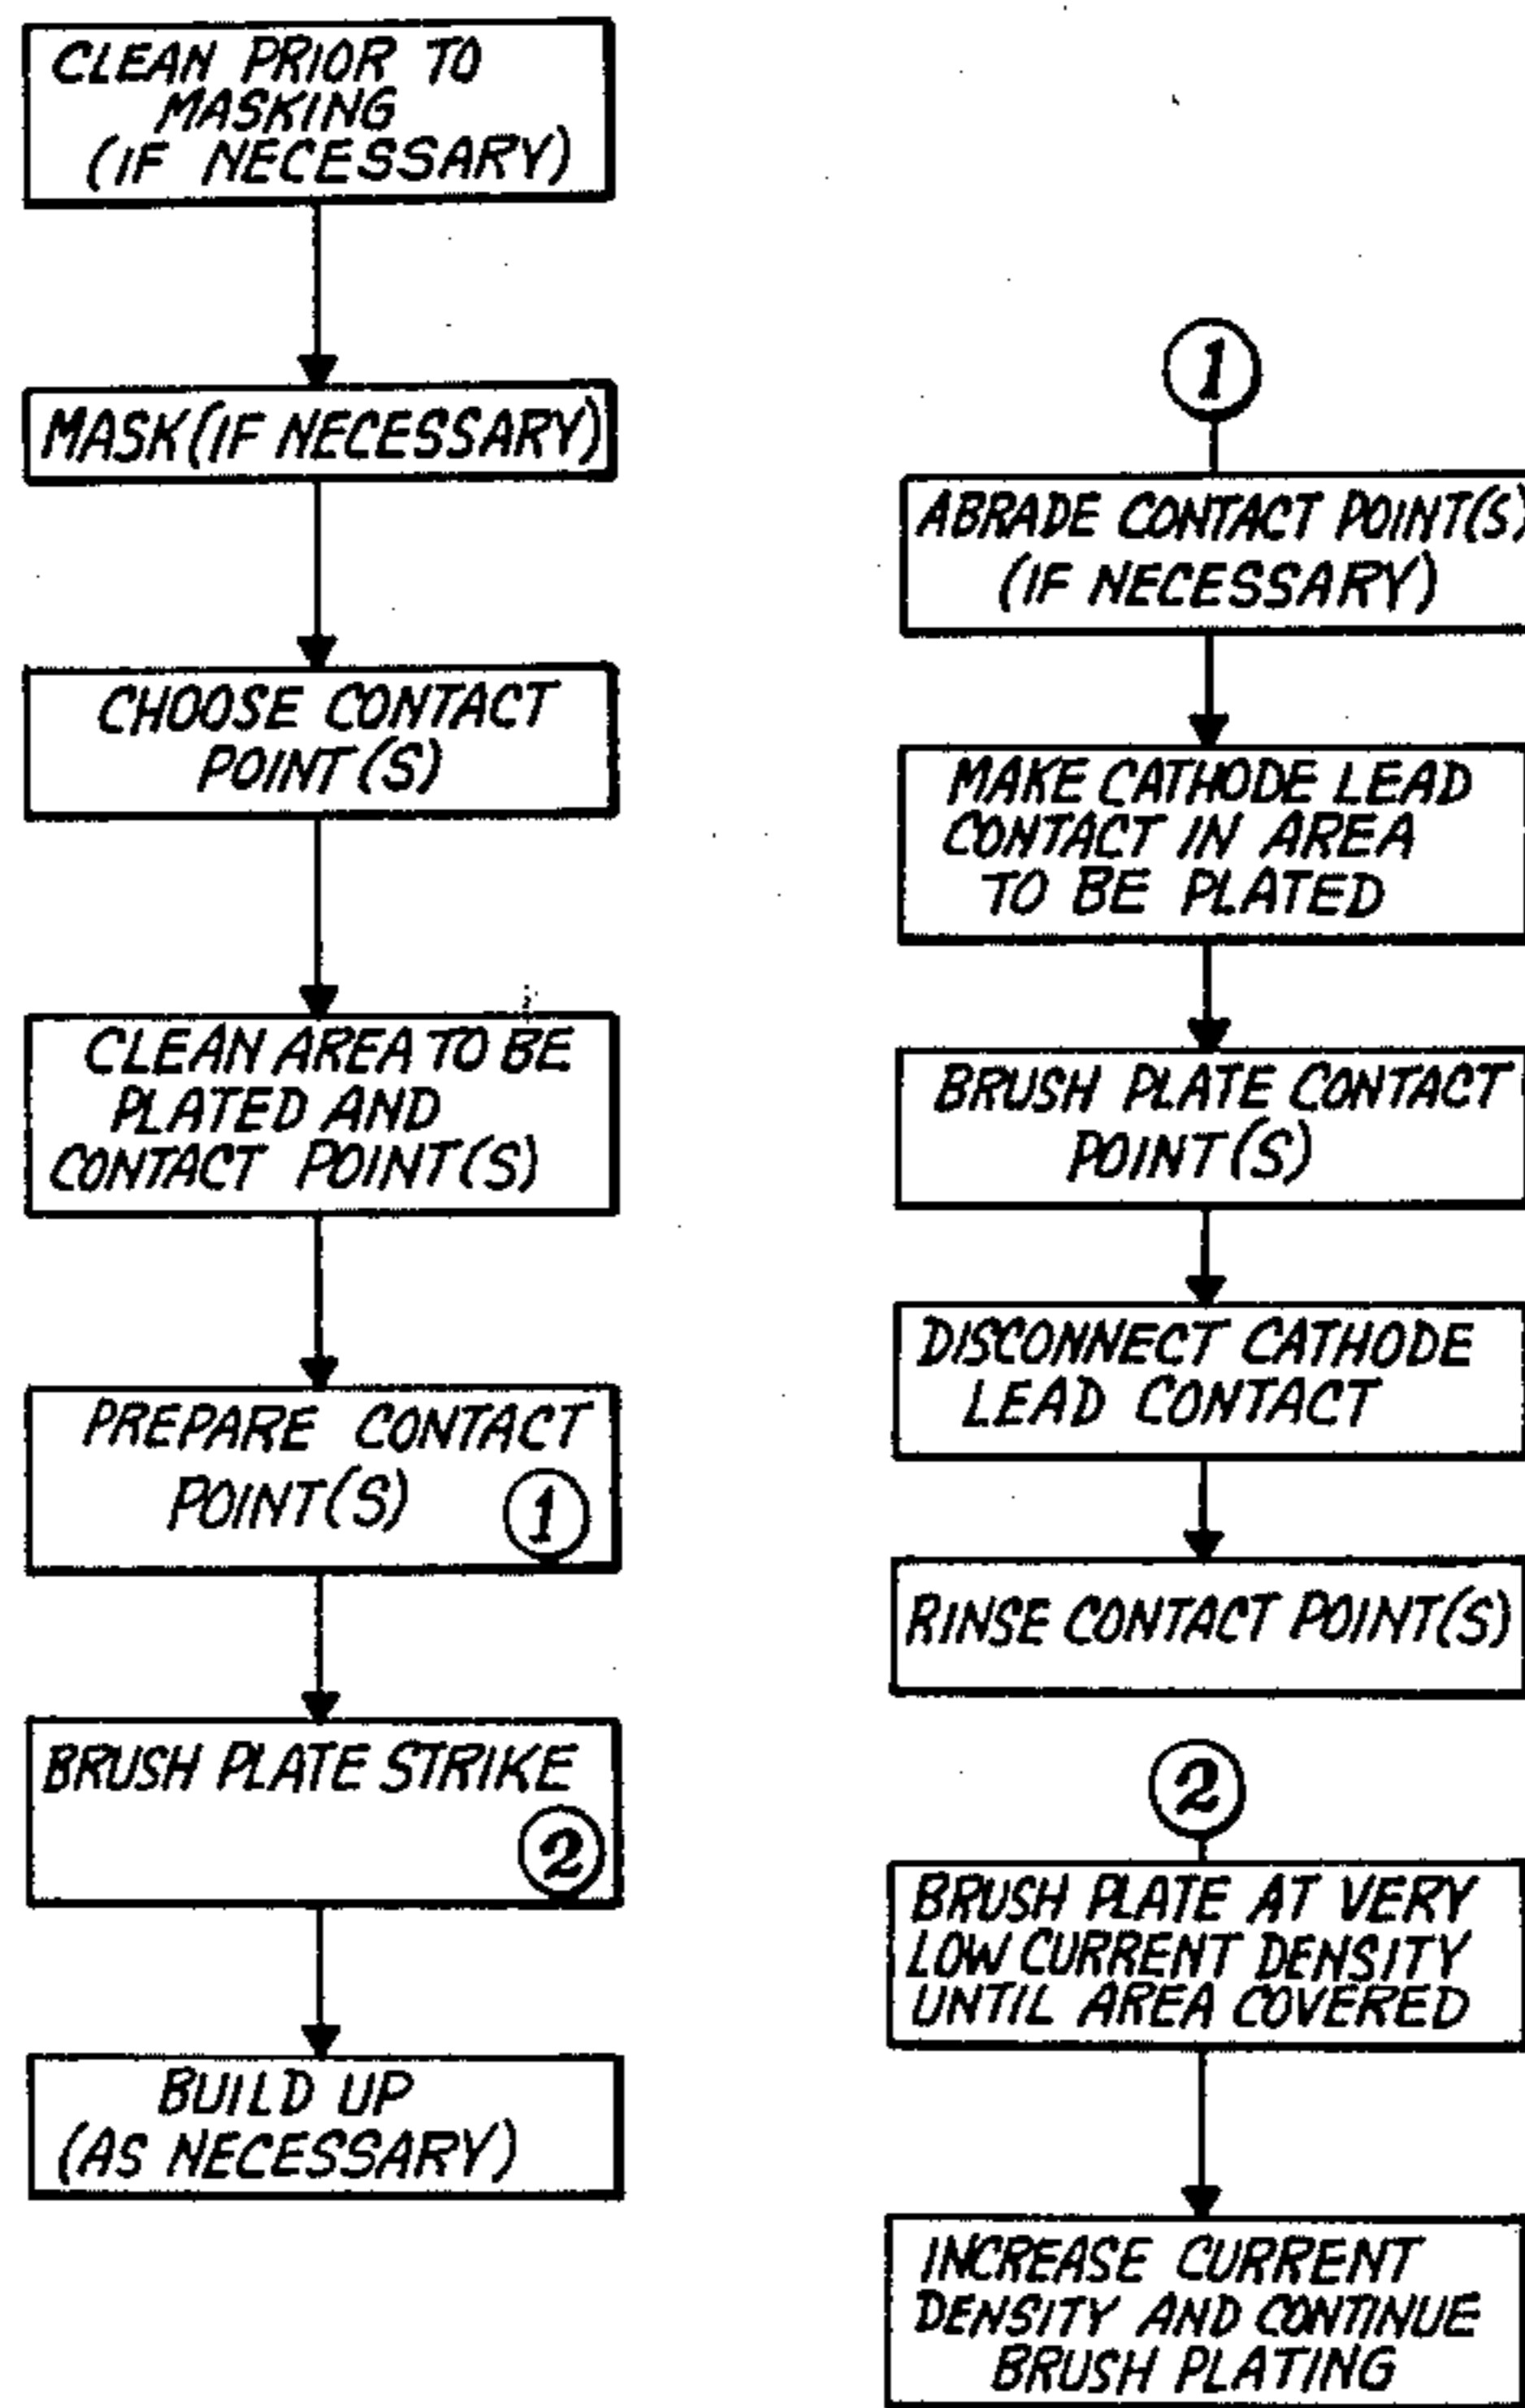 CLEAN PRIOR TO
MASKING
(IF NECESSARY)
MASK (IF NECESSARY)
CHOOSE CONTACT
POINT(S)
CLEAN AREA TO BE
PLATED AND
CONTACT POINT(S)
PREPARE CONTACT
POINT(S)
1
BRUSH PLATE STRIKE
2
BUILD UP
(AS NECESSARY)
1
ABRADE CONTACT POINT(S)
(IF NECESSARY)
MAKE CATHODE LEAD
CONTACT IN AREA
TO BE PLATED
BRUSH PLATE CONTACT
POINT(S)
DISCONNECT CATHODE
LEAD CONTACT
RINSE CONTACT POINT(S)
2
BRUSH PLATE AT VERY
LOW CURRENT DENSITY
UNTIL AREA COVERED
INCREASE CURRENT
DENSITY AND CONTINUE
BRUSH PLATING